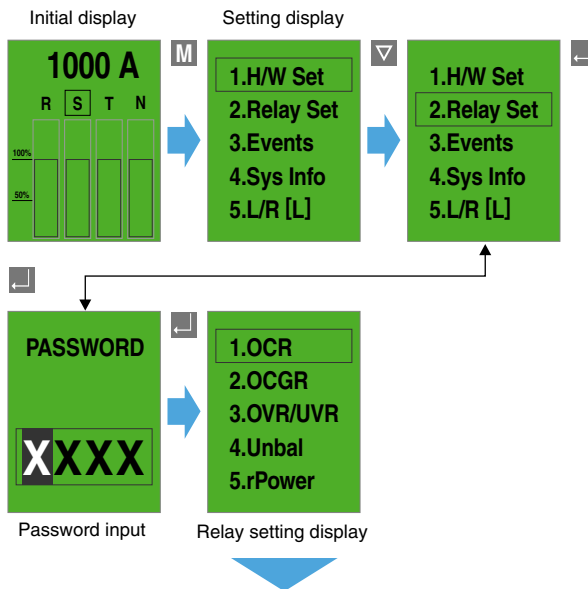 Initial display
Setting display
1000 A
R S T N
100%
50%
M
1.H/W Set
2.Relay Set
3.Events
4.Sys Info
5.L/R [L]
▽
1.H/W Set
2.Relay Set
3.Events
4.Sys Info
5.L/R [L]
PASSWORD
XXXX
Password input
1.OCR
2.OCGR
3.OVR/UVR
4.Unbal
5.rPower
Relay setting display